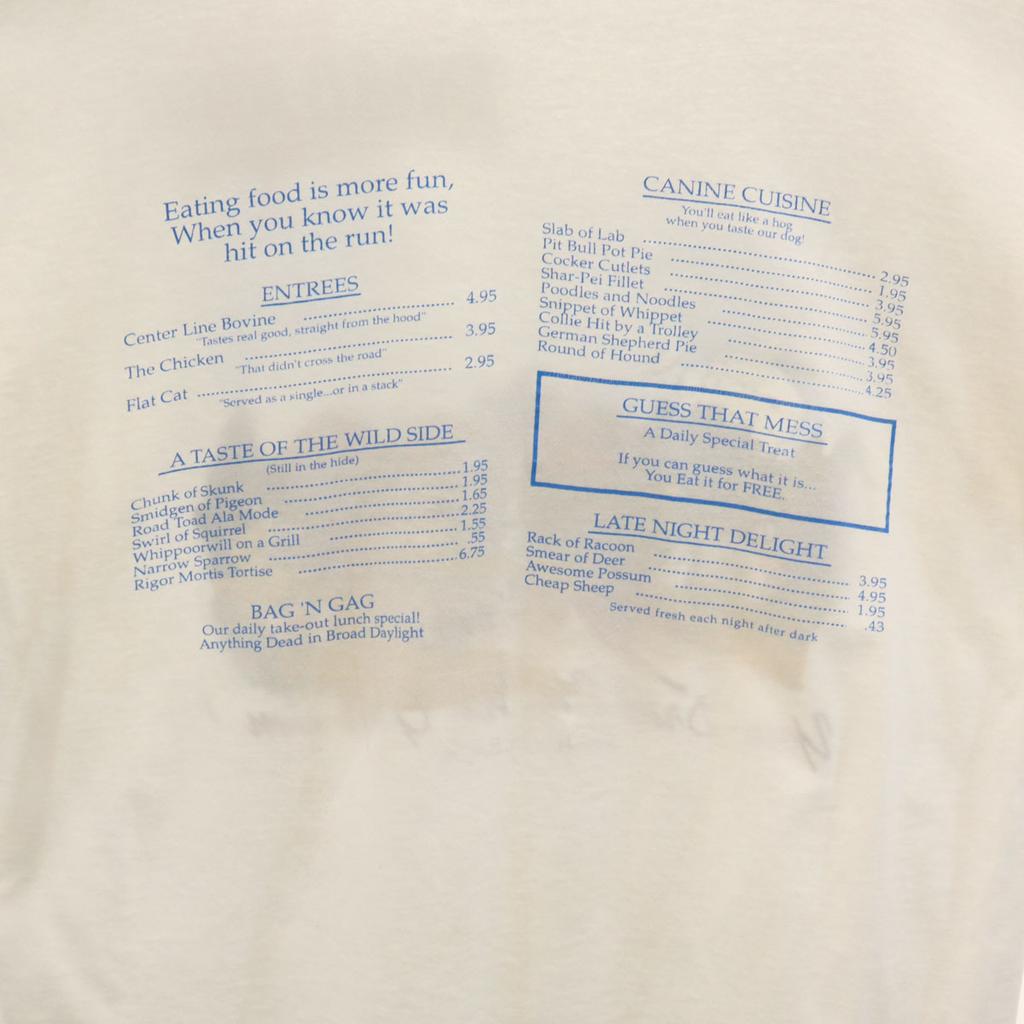 Eating food is more fun,
When you know it was
hit on the run!
ENTREES
Center Line Bovine ........ 4.95
"Tastes real good, straight from the hood"
The Chicken ........ 3.95
"That didn't cross the road"
Flat Cat ........ 2.95
"Served as a single...or in a stack"
A TASTE OF THE WILD SIDE
(Still in the hide)
Chunk of Skunk ........ 1.95
Smidgen of Pigeon ........ 1.95
Road Toad Ala Mode ........ 1.65
Swirl of Squirrel ........ 2.25
Whippoorwill on a Grill ........ 1.55
Narrow Sparrow ........ .55
Rigor Mortis Tortise ........ 6.75
BAG 'N GAG
Our daily take-out lunch special!
Anything Dead in Broad Daylight
CANINE CUISINE
You'll eat like a hog
when you taste our dog!
Slab of Lab ........ 2.95
Pit Bull Pot Pie ........ 1.95
Cocker Cutlets ........ 3.95
Shar-Pei Fillet ........ 5.95
Poodles and Noodles ........ 5.95
Snippet of Whippet ........ 4.50
Collie Hit by a Trolley ........ 3.95
German Shepherd Pie ........ 3.95
Round of Hound ........ 4.25
GUESS THAT MESS
A Daily Special Treat
If you can guess what it is...
You Eat it for FREE.
LATE NIGHT DELIGHT
Rack of Racoon ........ 3.95
Smear of Deer ........ 4.95
Awesome Possum ........ 1.95
Cheap Sheep ........ .43
Served fresh each night after dark